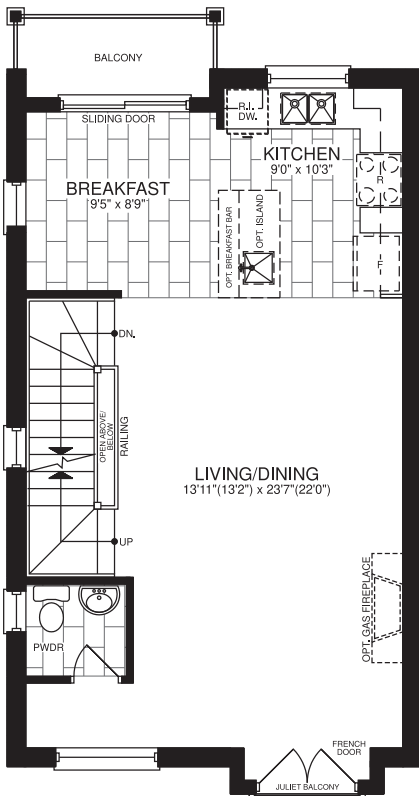 BALCONY
SLIDING DOOR
R.I.
DW.
KITCHEN
9'0" x 10'3"
BREAKFAST
9'5" x 8'9"
R
OPT. BREAKFAST BAR
OPT. ISLAND
F
DN.
OPEN ABOVE/
BELOW
RAILING
LIVING/DINING
13'11"(13'2") x 23'7"(22'0")
UP
OPT. GAS FIREPLACE
PWDR
FRENCH
DOOR
JULIET BALCONY